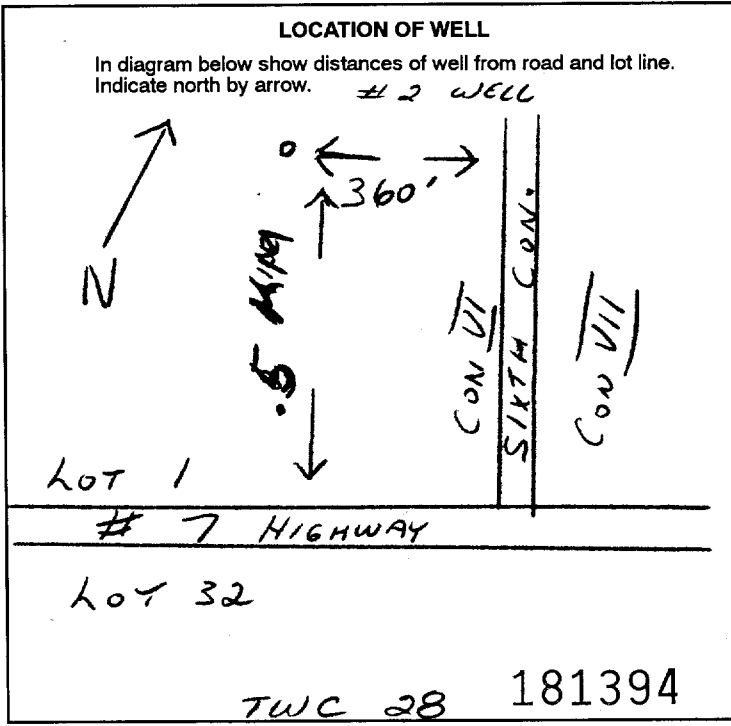 LOCATION OF WELL
In diagram below show distances of well from road and lot line.
Indicate north by arrow.
# 2 WELL
360'
N
.5
CON VI
SIXTH CON.
CON VII
LOT 1
# 7 HIGHWAY
LOT 32
TWC 28
181394